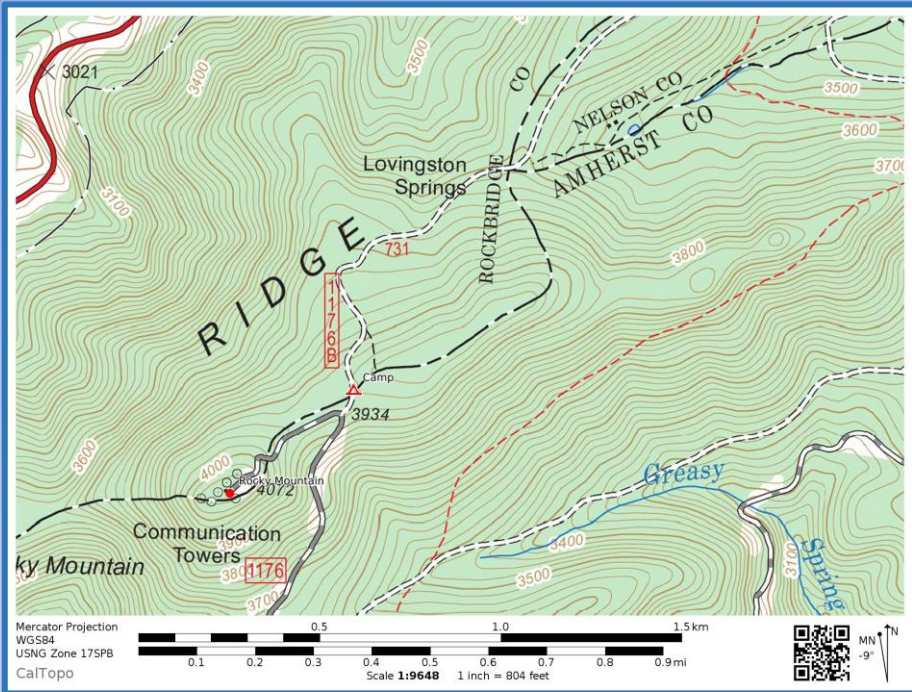 3021
3400
3500
CO
NELSON CO
AMHERST CO
3500
3600
3700
Lovingston
Springs
ROCKBRIDGE
3100
RIDGE
731
3800
1176B
Camp
3934
3600
4000
Rocky Mountain
4072
Greasy
Communication
Towers
3400
Spring
3100
ky Mountain
1176
3500
3700
Mercator Projection
WGS84
USNG Zone 17SPB
CalTopo
0.5 1.0 1.5 km
0.1 0.2 0.3 0.4 0.5 0.6 0.7 0.8 0.9 mi
Scale 1:9648 1 inch = 804 feet
MN
-9°
N